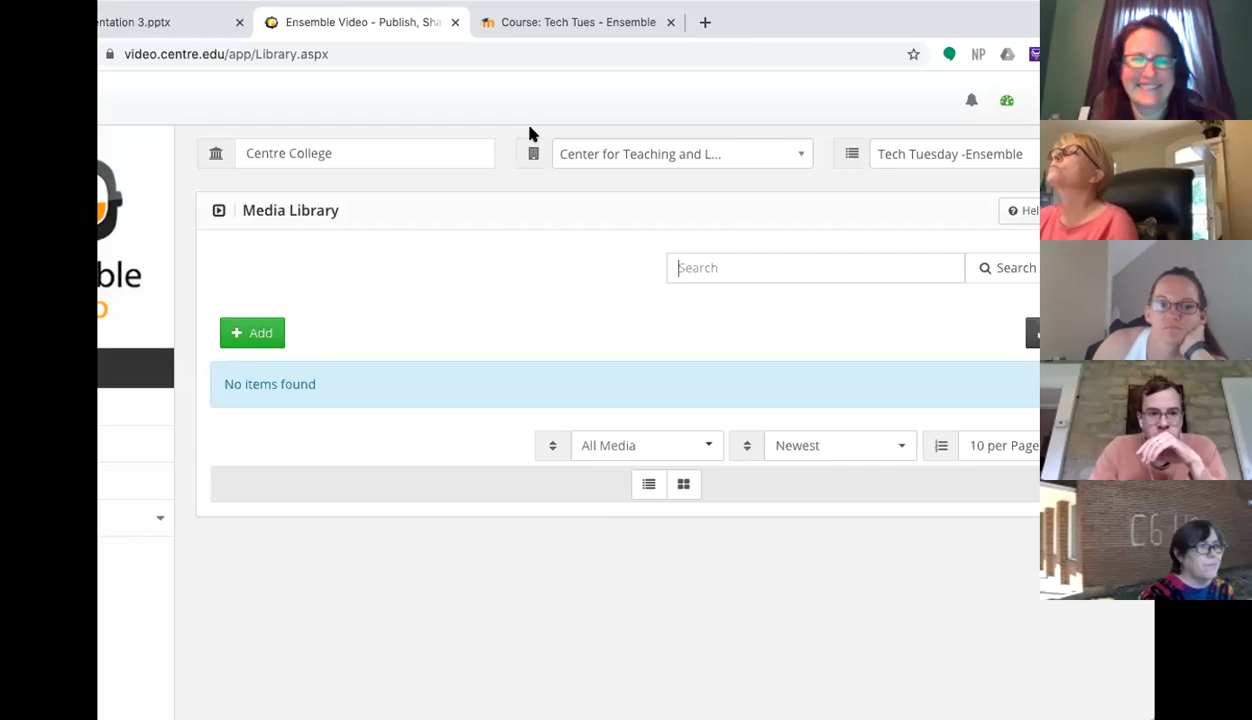 entation 3.pptx
Ensemble Video - Publish, Sha
Course: Tech Tues - Ensemble
video.centre.edu/app/Library.aspx
NP
Centre College
Center for Teaching and L...
Tech Tuesday -Ensemble
Media Library
Hel
Search
Search
ble
o
Add
No items found
All Media
Newest
10 per Page